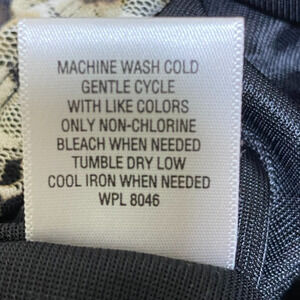 MACHINE WASH COLD
GENTLE CYCLE
WITH LIKE COLORS
ONLY NON-CHLORINE
BLEACH WHEN NEEDED
TUMBLE DRY LOW
COOL IRON WHEN NEEDED
WPL 8046